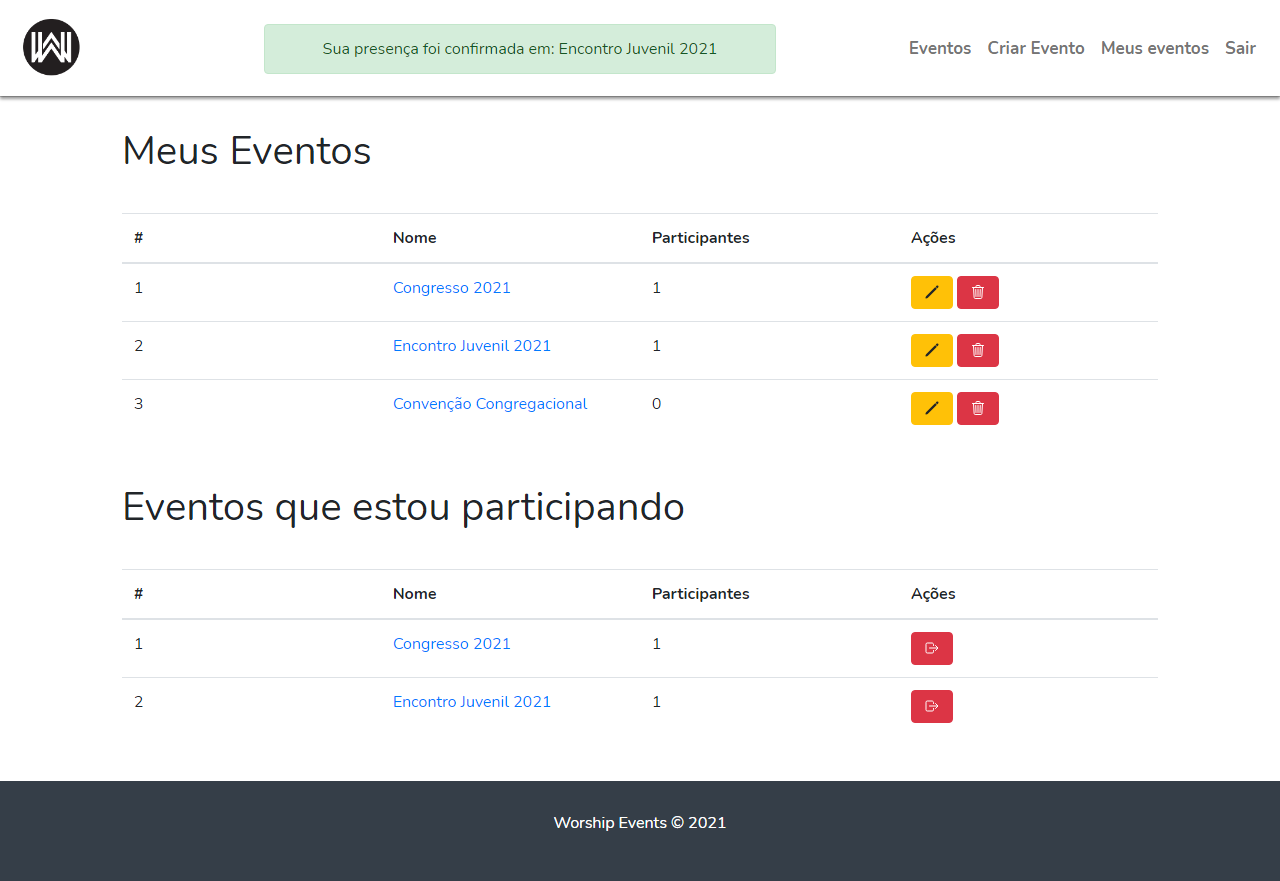 W
Sua presença foi confirmada em: Encontro Juvenil 2021
Eventos Criar Evento Meus eventos Sair
Meus Eventos
# Nome Participantes Ações
1 Congresso 2021 1
2 Encontro Juvenil 2021 1
3 Convenção Congregacional 0
Eventos que estou participando
# Nome Participantes Ações
1 Congresso 2021 1
2 Encontro Juvenil 2021 1
Worship Events © 2021